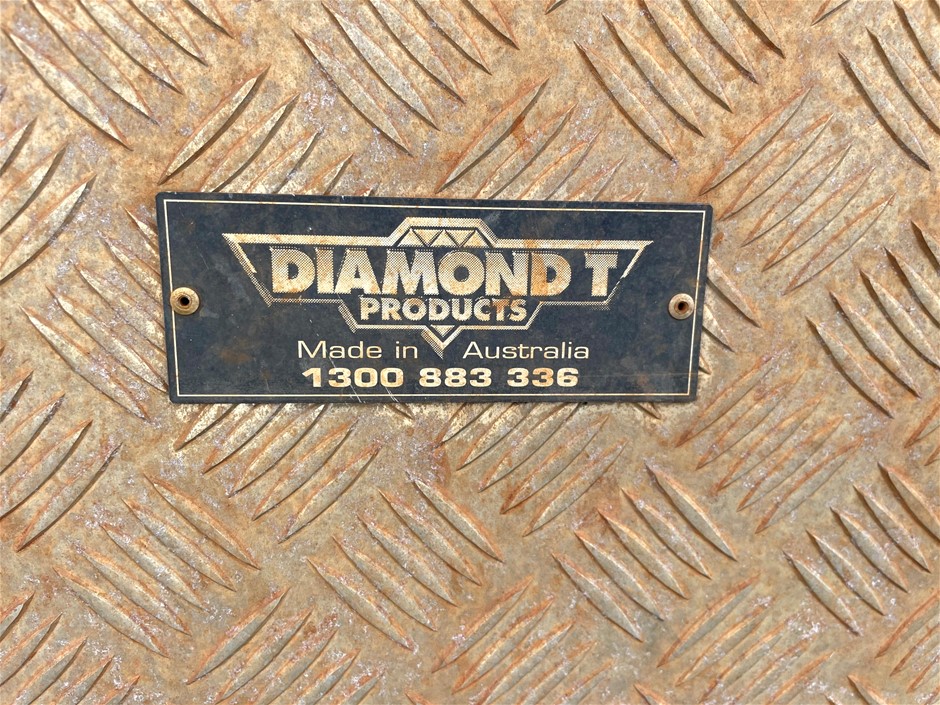 DIAMOND T
PRODUCTS
Made in Australia
1300 883 336